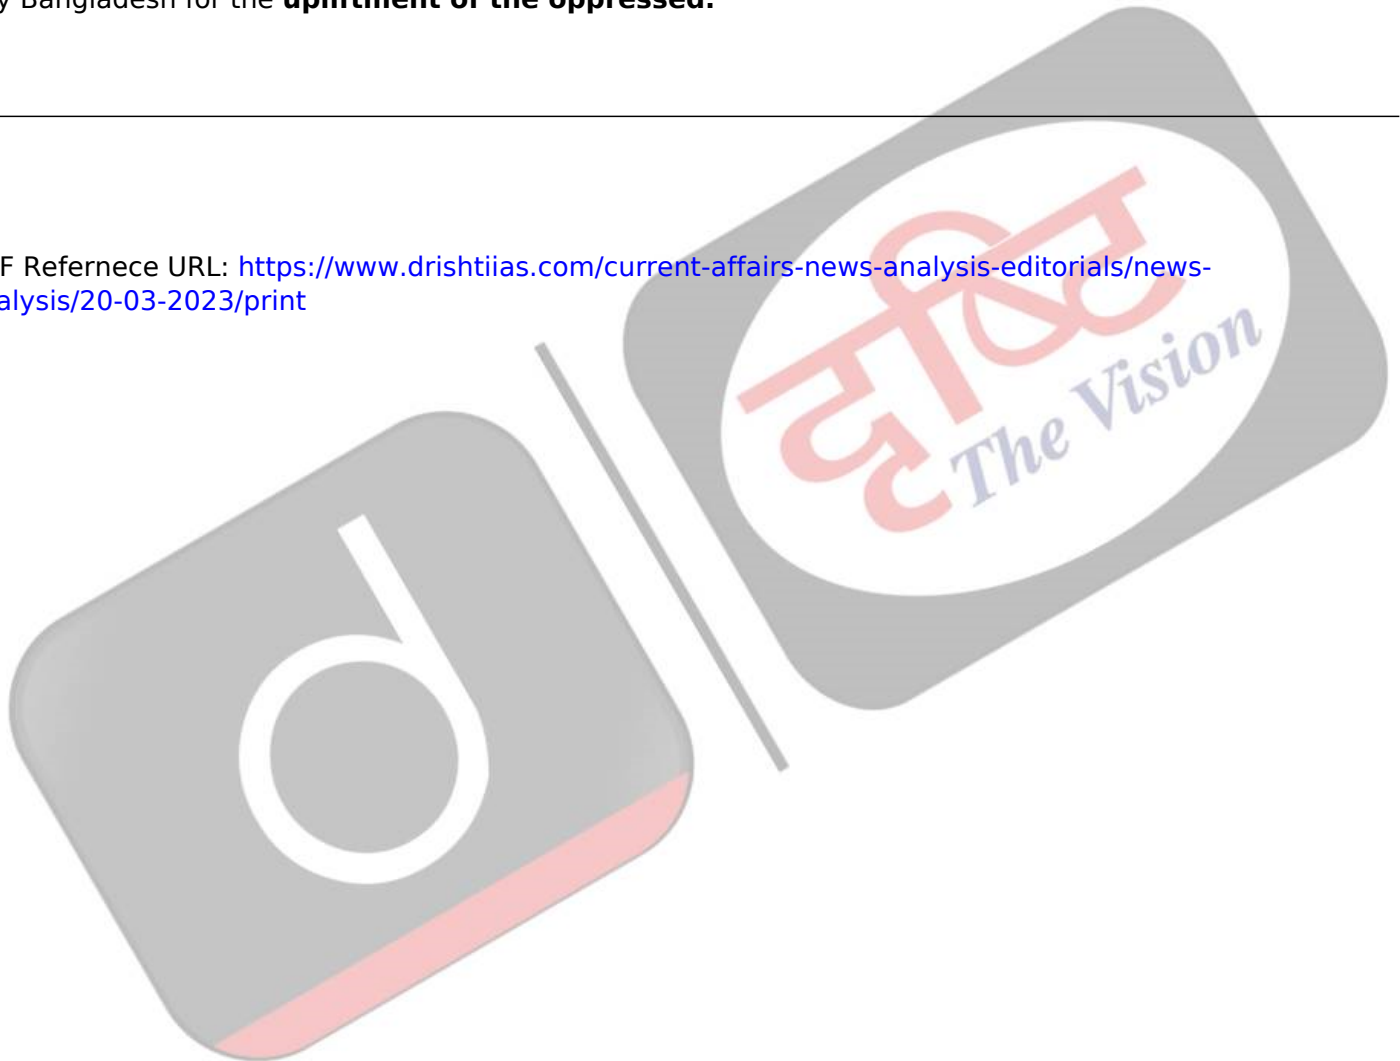 y Bangladesh for the upliftment of the oppressed.
F Refernece URL: https://www.drishtiias.com/current-affairs-news-analysis-editorials/news-
alysis/20-03-2023/print
दृष्टि
The Vision
d